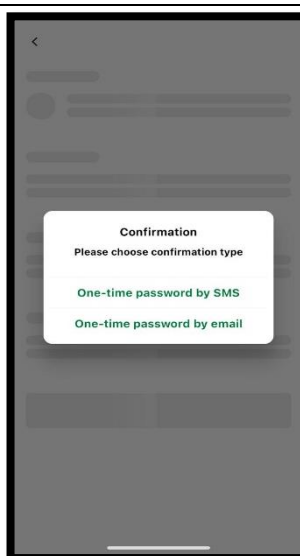 Confirmation
Please choose confirmation type
One-time password by SMS
One-time password by email